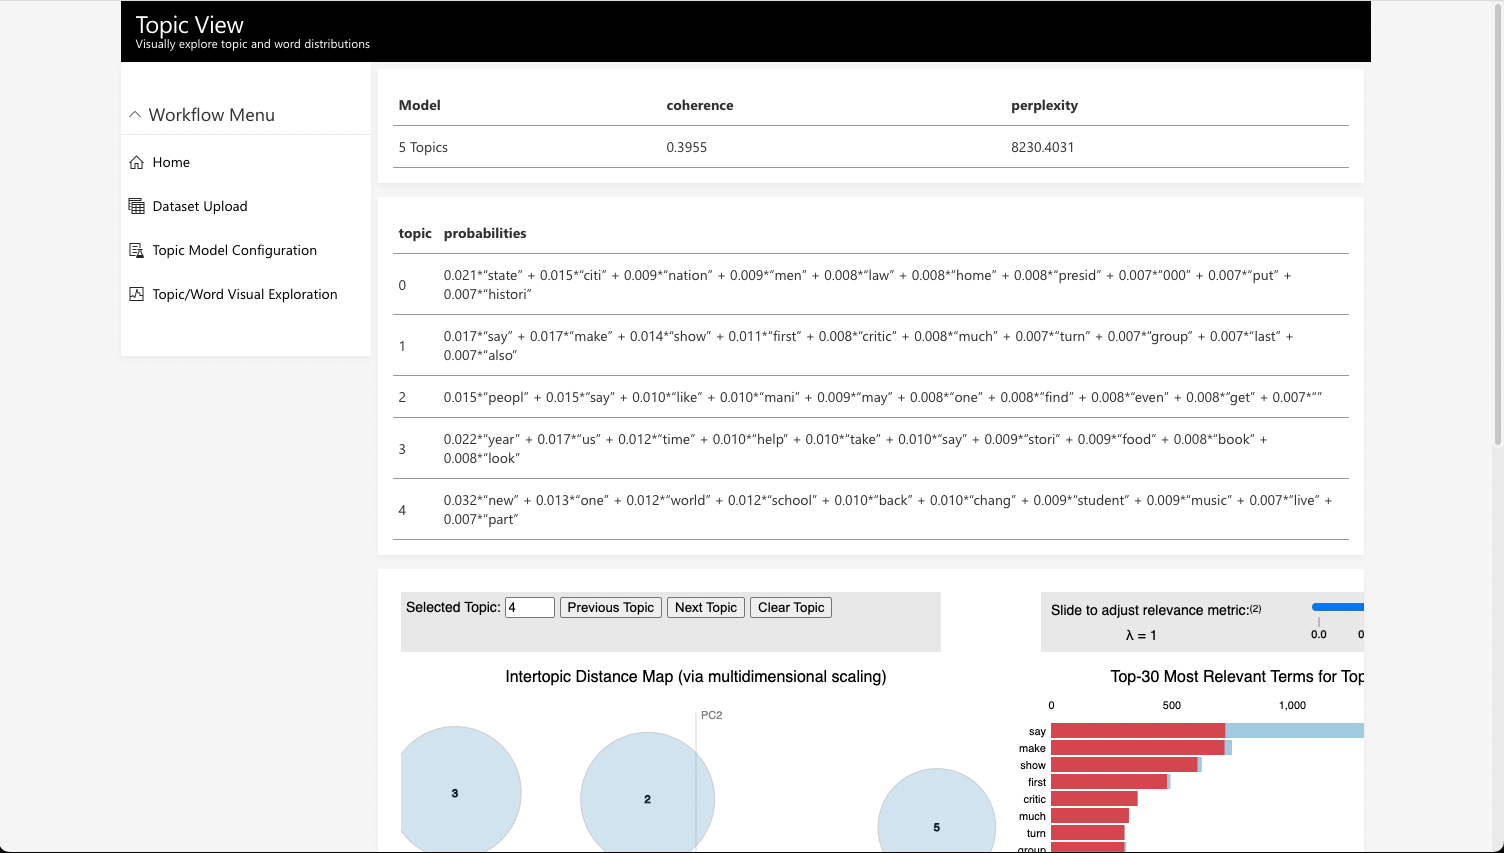 Topic View
Visually explore topic and word distributions
Workflow Menu
Home
Dataset Upload
Topic Model Configuration
Topic/Word Visual Exploration
Model coherence perplexity
5 Topics 0.3955 8230.4031
topic probabilities
0 0.021*“state” + 0.015*“citi” + 0.009*“nation” + 0.009*“men” + 0.008*“law” + 0.008*“home” + 0.008*“presid” + 0.007*“000” + 0.007*“put” +
0.007*“histori”
1 0.017*“say” + 0.017*“make” + 0.014*“show” + 0.011*“first” + 0.008*“critic” + 0.008*“much” + 0.007*“turn” + 0.007*“group” + 0.007*“last” +
0.007*“also”
2 0.015*“peopl” + 0.015*“say” + 0.010*“like” + 0.010*“mani” + 0.009*“may” + 0.008*“one” + 0.008*“find” + 0.008*“even” + 0.008*“get” + 0.007*“”
3 0.022*“year” + 0.017*“us” + 0.012*“time” + 0.010*“help” + 0.010*“take” + 0.010*“say” + 0.009*“stori” + 0.009*“food” + 0.008*“book” +
0.008*“look”
4 0.032*“new” + 0.013*“one” + 0.012*“world” + 0.012*“school” + 0.010*“back” + 0.010*“chang” + 0.009*“student” + 0.009*“music” + 0.007*“live” +
0.007*“part”
Selected Topic: 4 Previous Topic Next Topic Clear Topic
Slide to adjust relevance metric:(2)
λ = 1
0.0 0
Intertopic Distance Map (via multidimensional scaling)
PC2
3
2
5
Top-30 Most Relevant Terms for Top
0 500 1,000
say
make
show
first
critic
much
turn
group